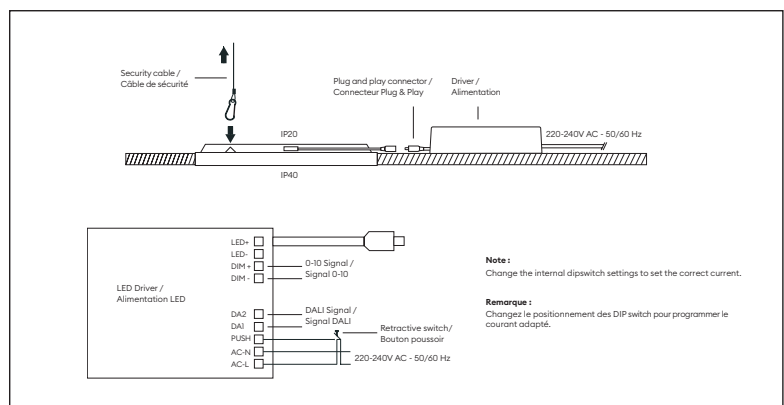 Security cable /
Câble de sécurité
Plug and play connector /
Connecteur Plug & Play
Driver /
Alimentation
220-240V AC - 50/60 Hz
IP20
IP40
LED Driver /
Alimentation LED
LED+
LED-
DIM +
DIM -
0-10 Signal /
Signal 0-10
DA2
DA1
PUSH
AC-N
AC-L
DALI Signal /
Signal DALI
Retractive switch/
Bouton poussoir
220-240V AC - 50/60 Hz
Note :
Change the internal dipswitch settings to set the correct current.
Remarque :
Changez le positionnement des DIP switch pour programmer le
courant adapté.